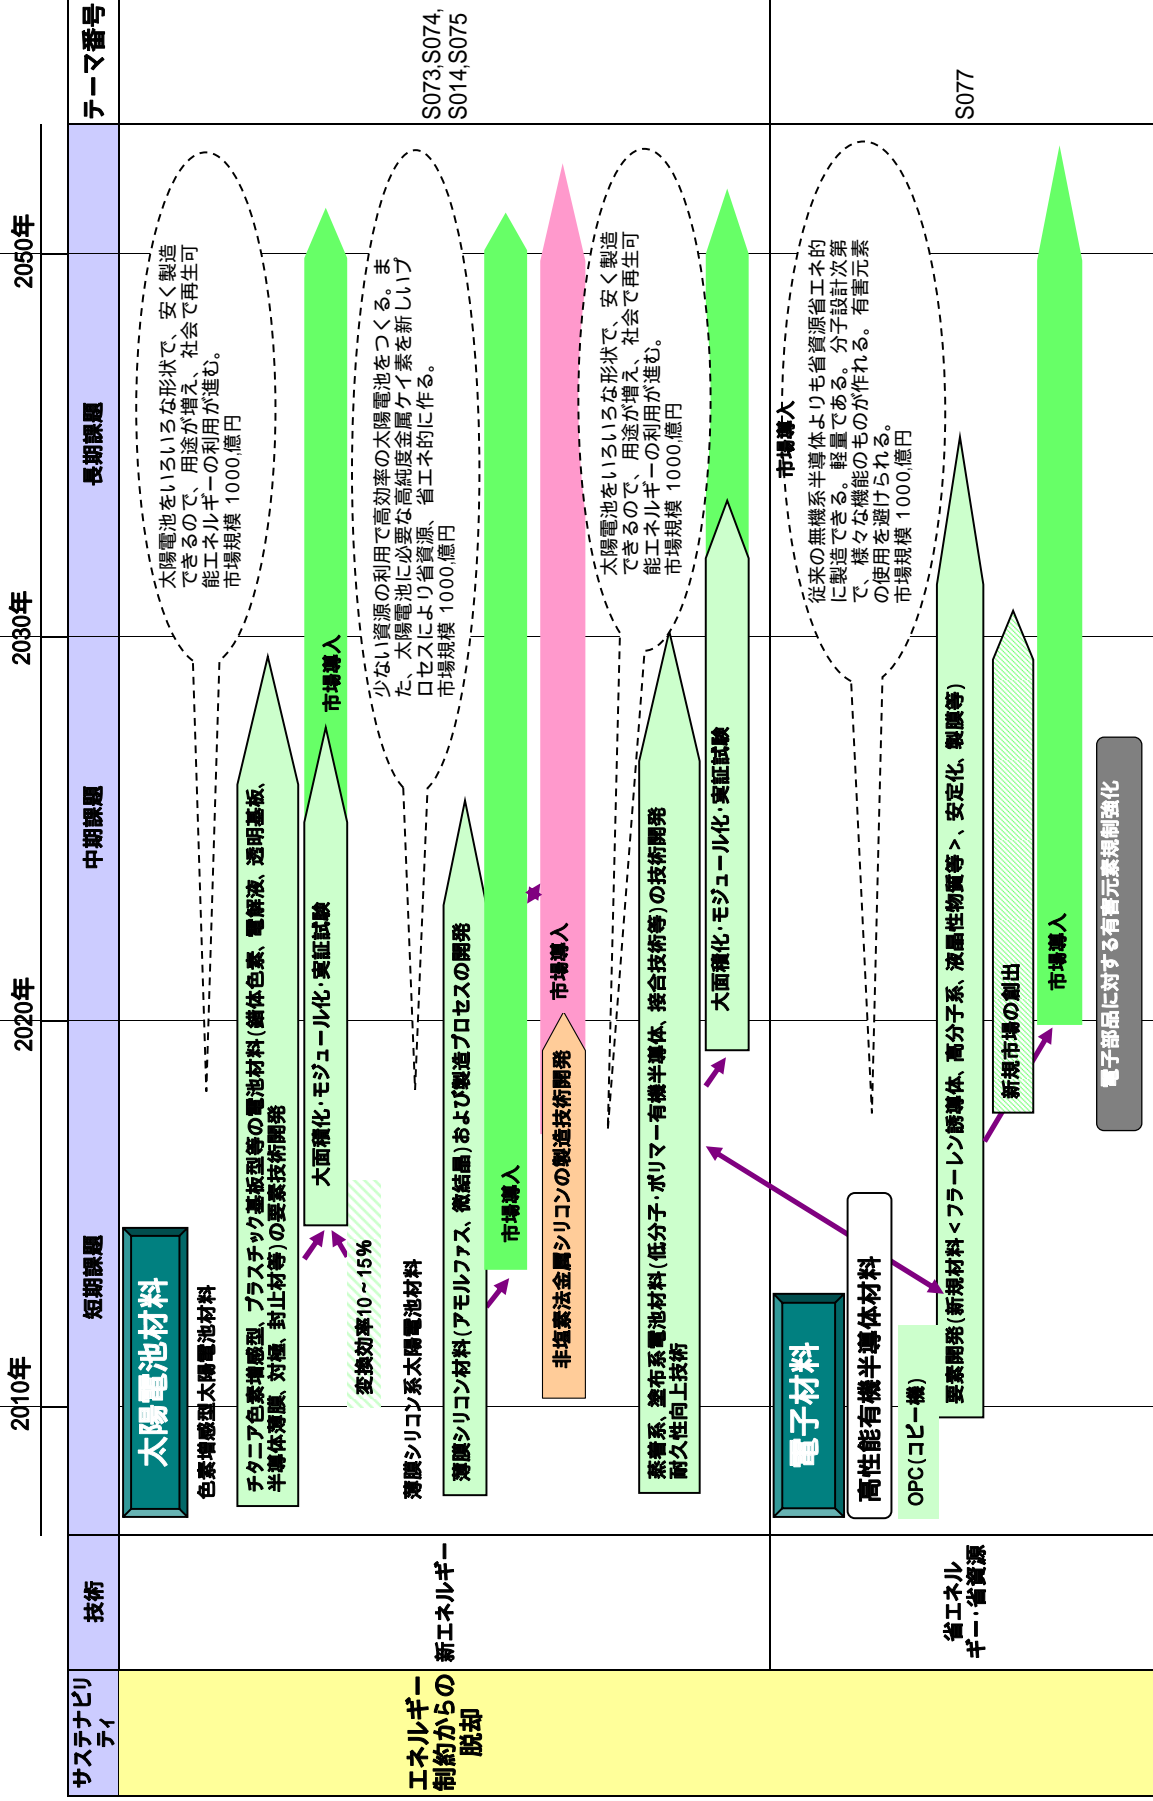 2010年
2020年
2030年
2050年
サステナビリ
ティ
技術
短期課題
中期課題
長期課題
テーマ番号
エネルギー
制約からの
脱却
新エネルギー
太陽電池材料
色素増感型太陽電池材料
太陽電池をいろいろな形状で、安く製造
できるので、用途が増え、社会で再生可
能エネルギーの利用が進む。
市場規模 1000,億円
チタニア色素増感型、プラスチック基板型等の電池材料(錯体色素、電解液、透明基板、
半導体薄膜、対極、封止材等)の要素技術開発
大面積化・モジュール化・実証試験
市場導入
変換効率10~15%
薄膜シリコン系太陽電池材料
少ない資源の利用で高効率の太陽電池をつくる。ま
た、太陽電池に必要な高純度金属ケイ素を新しいプ
ロセスにより省資源、省エネ的に作る。
市場規模 1000,億円
薄膜シリコン材料(アモルファス、微結晶)および製造プロセスの開発
市場導入
非塩素法金属シリコンの製造技術開発
市場導入
太陽電池をいろいろな形状で、安く製造
できるので、用途が増え、社会で再生可
能エネルギーの利用が進む。
市場規模 1000,億円
蒸着系、塗布系電池材料(低分子・ポリマー有機半導体、接合技術等)の技術開発
耐久性向上技術
大面積化・モジュール化・実証試験
市場導入
S073,S074,
S014,S075
省エネル
ギー・省資源
電子材料
高性能有機半導体材料
OPC(コピー機)
従来の無機系半導体よりも省資源省エネ的
に製造できる。軽量である。分子設計次第
で、様々な機能のものが作れる。有害元素
の使用を避けられる。
市場規模 1000,億円
要素開発(新規材料<フラーレン誘導体、高分子系、液晶性物質等>、安定化、製膜等)
新規市場の創出
市場導入
電子部品に対する有害元素規制強化
S077